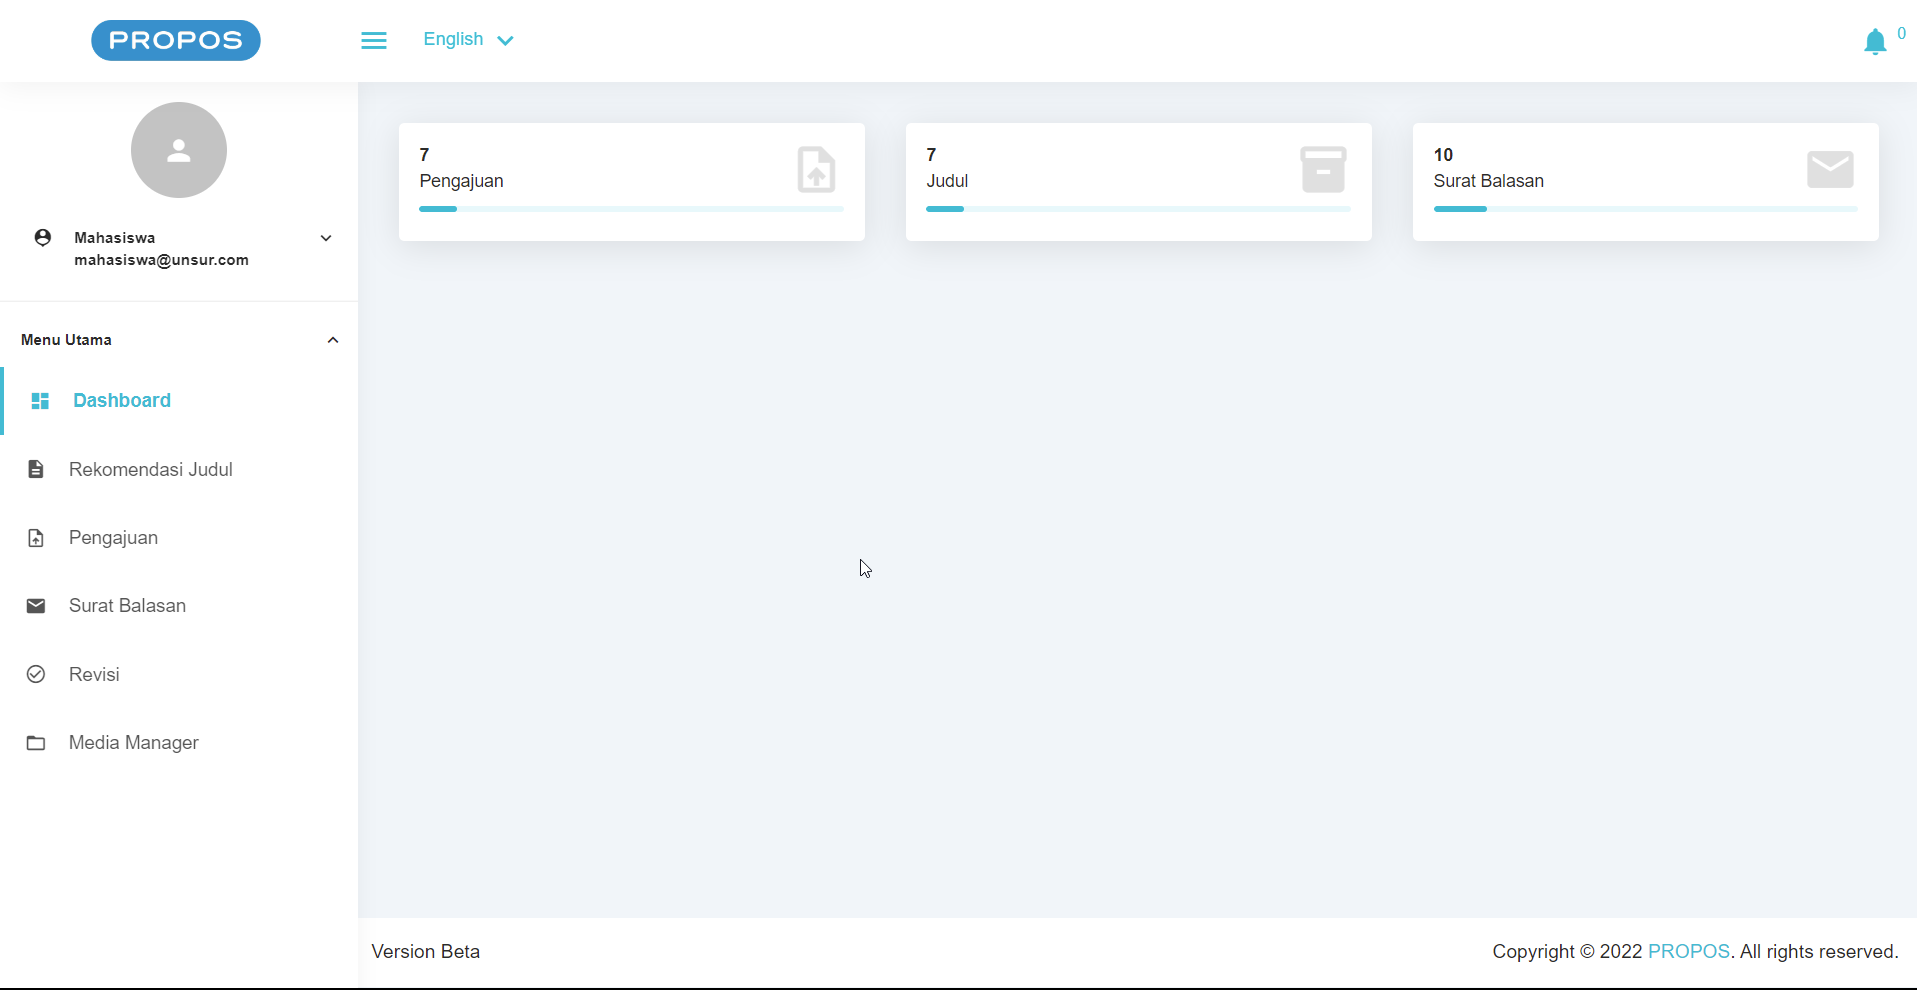 PROPOS
English
0
Mahasiswa
mahasiswa@unsur.com
Menu Utama
Dashboard
Rekomendasi Judul
Pengajuan
Surat Balasan
Revisi
Media Manager
7
Pengajuan
7
Judul
10
Surat Balasan
Version Beta
Copyright © 2022 PROPOS. All rights reserved.